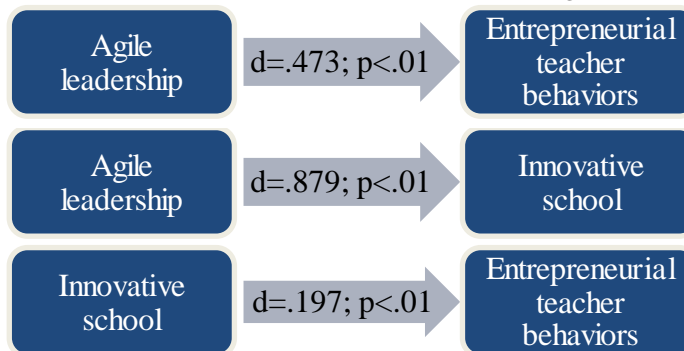 Agile
leadership
d=.473; p<.01
Entrepreneurial
teacher
behaviors
Agile
leadership
d=.879; p<.01
Innovative
school
Innovative
school
d=.197; p<.01
Entrepreneurial
teacher
behaviors